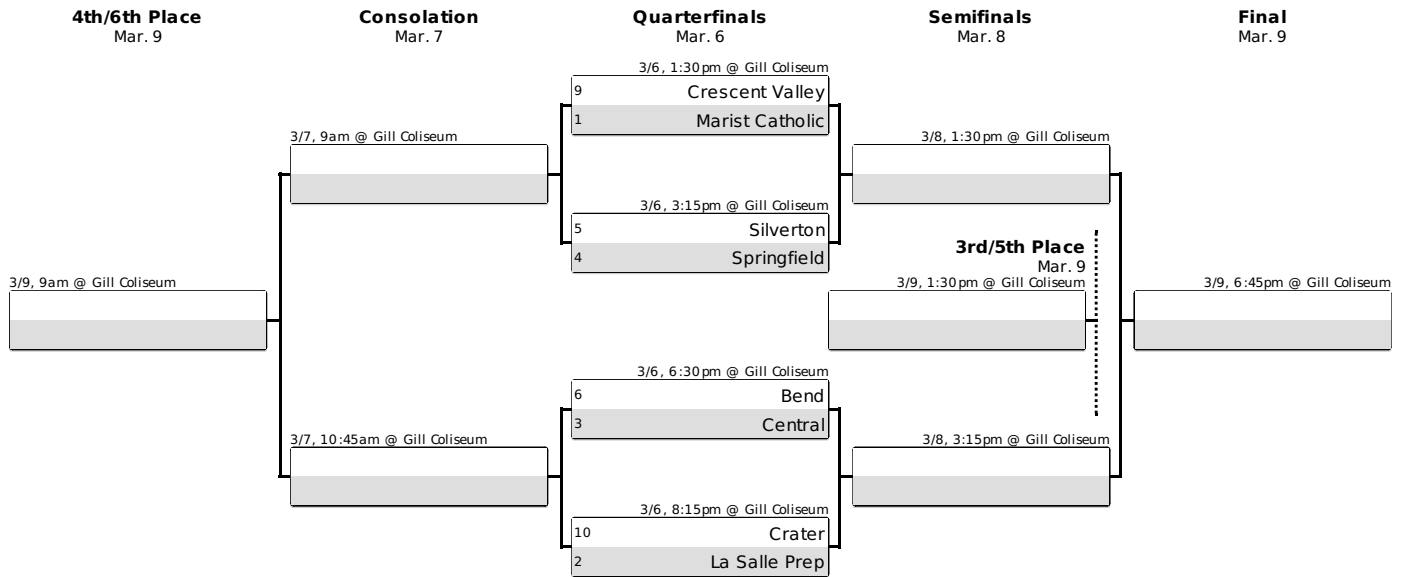 4th/6th Place
Mar. 9
Consolation
Mar. 7
Quarterfinals
Mar. 6
Semifinals
Mar. 8
Final
Mar. 9
3/6, 1:30pm @ Gill Coliseum
9 Crescent Valley
1 Marist Catholic
3/7, 9am @ Gill Coliseum
3/8, 1:30pm @ Gill Coliseum
3/6, 3:15pm @ Gill Coliseum
5 Silverton
4 Springfield
3rd/5th Place
Mar. 9
3/9, 9am @ Gill Coliseum
3/9, 1:30pm @ Gill Coliseum
3/9, 6:45pm @ Gill Coliseum
3/6, 6:30pm @ Gill Coliseum
6 Bend
3 Central
3/7, 10:45am @ Gill Coliseum
3/8, 3:15pm @ Gill Coliseum
3/6, 8:15pm @ Gill Coliseum
10 Crater
2 La Salle Prep